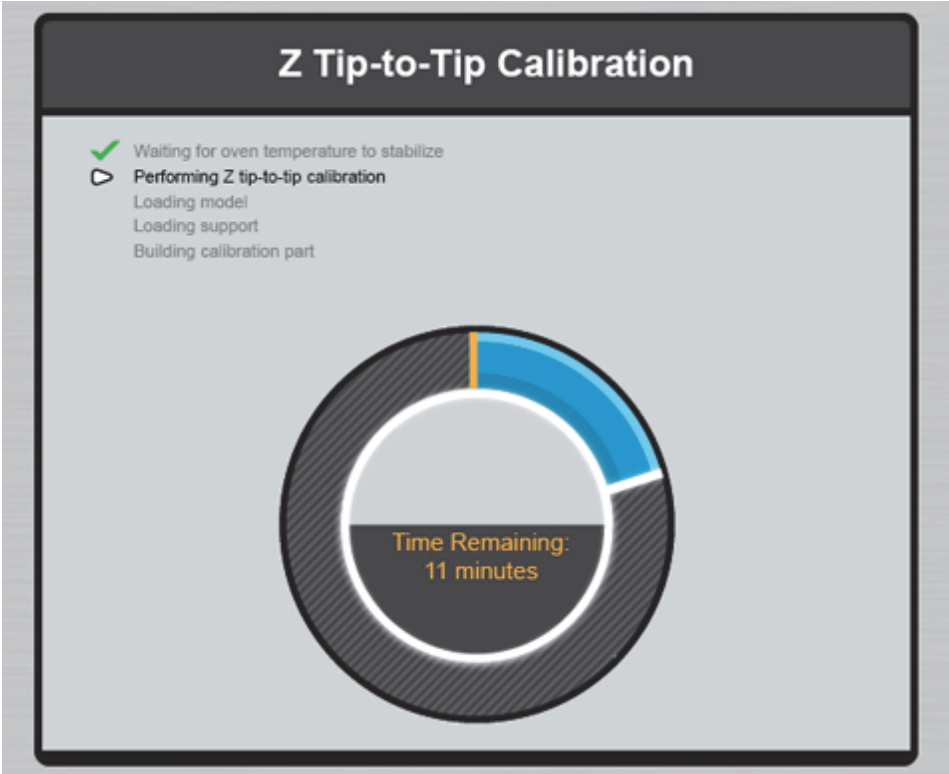 Z Tip-to-Tip Calibration
Waiting for oven temperature to stabilize
Performing Z tip-to-tip calibration
Loading model
Loading support
Building calibration part
Time Remaining:
11 minutes